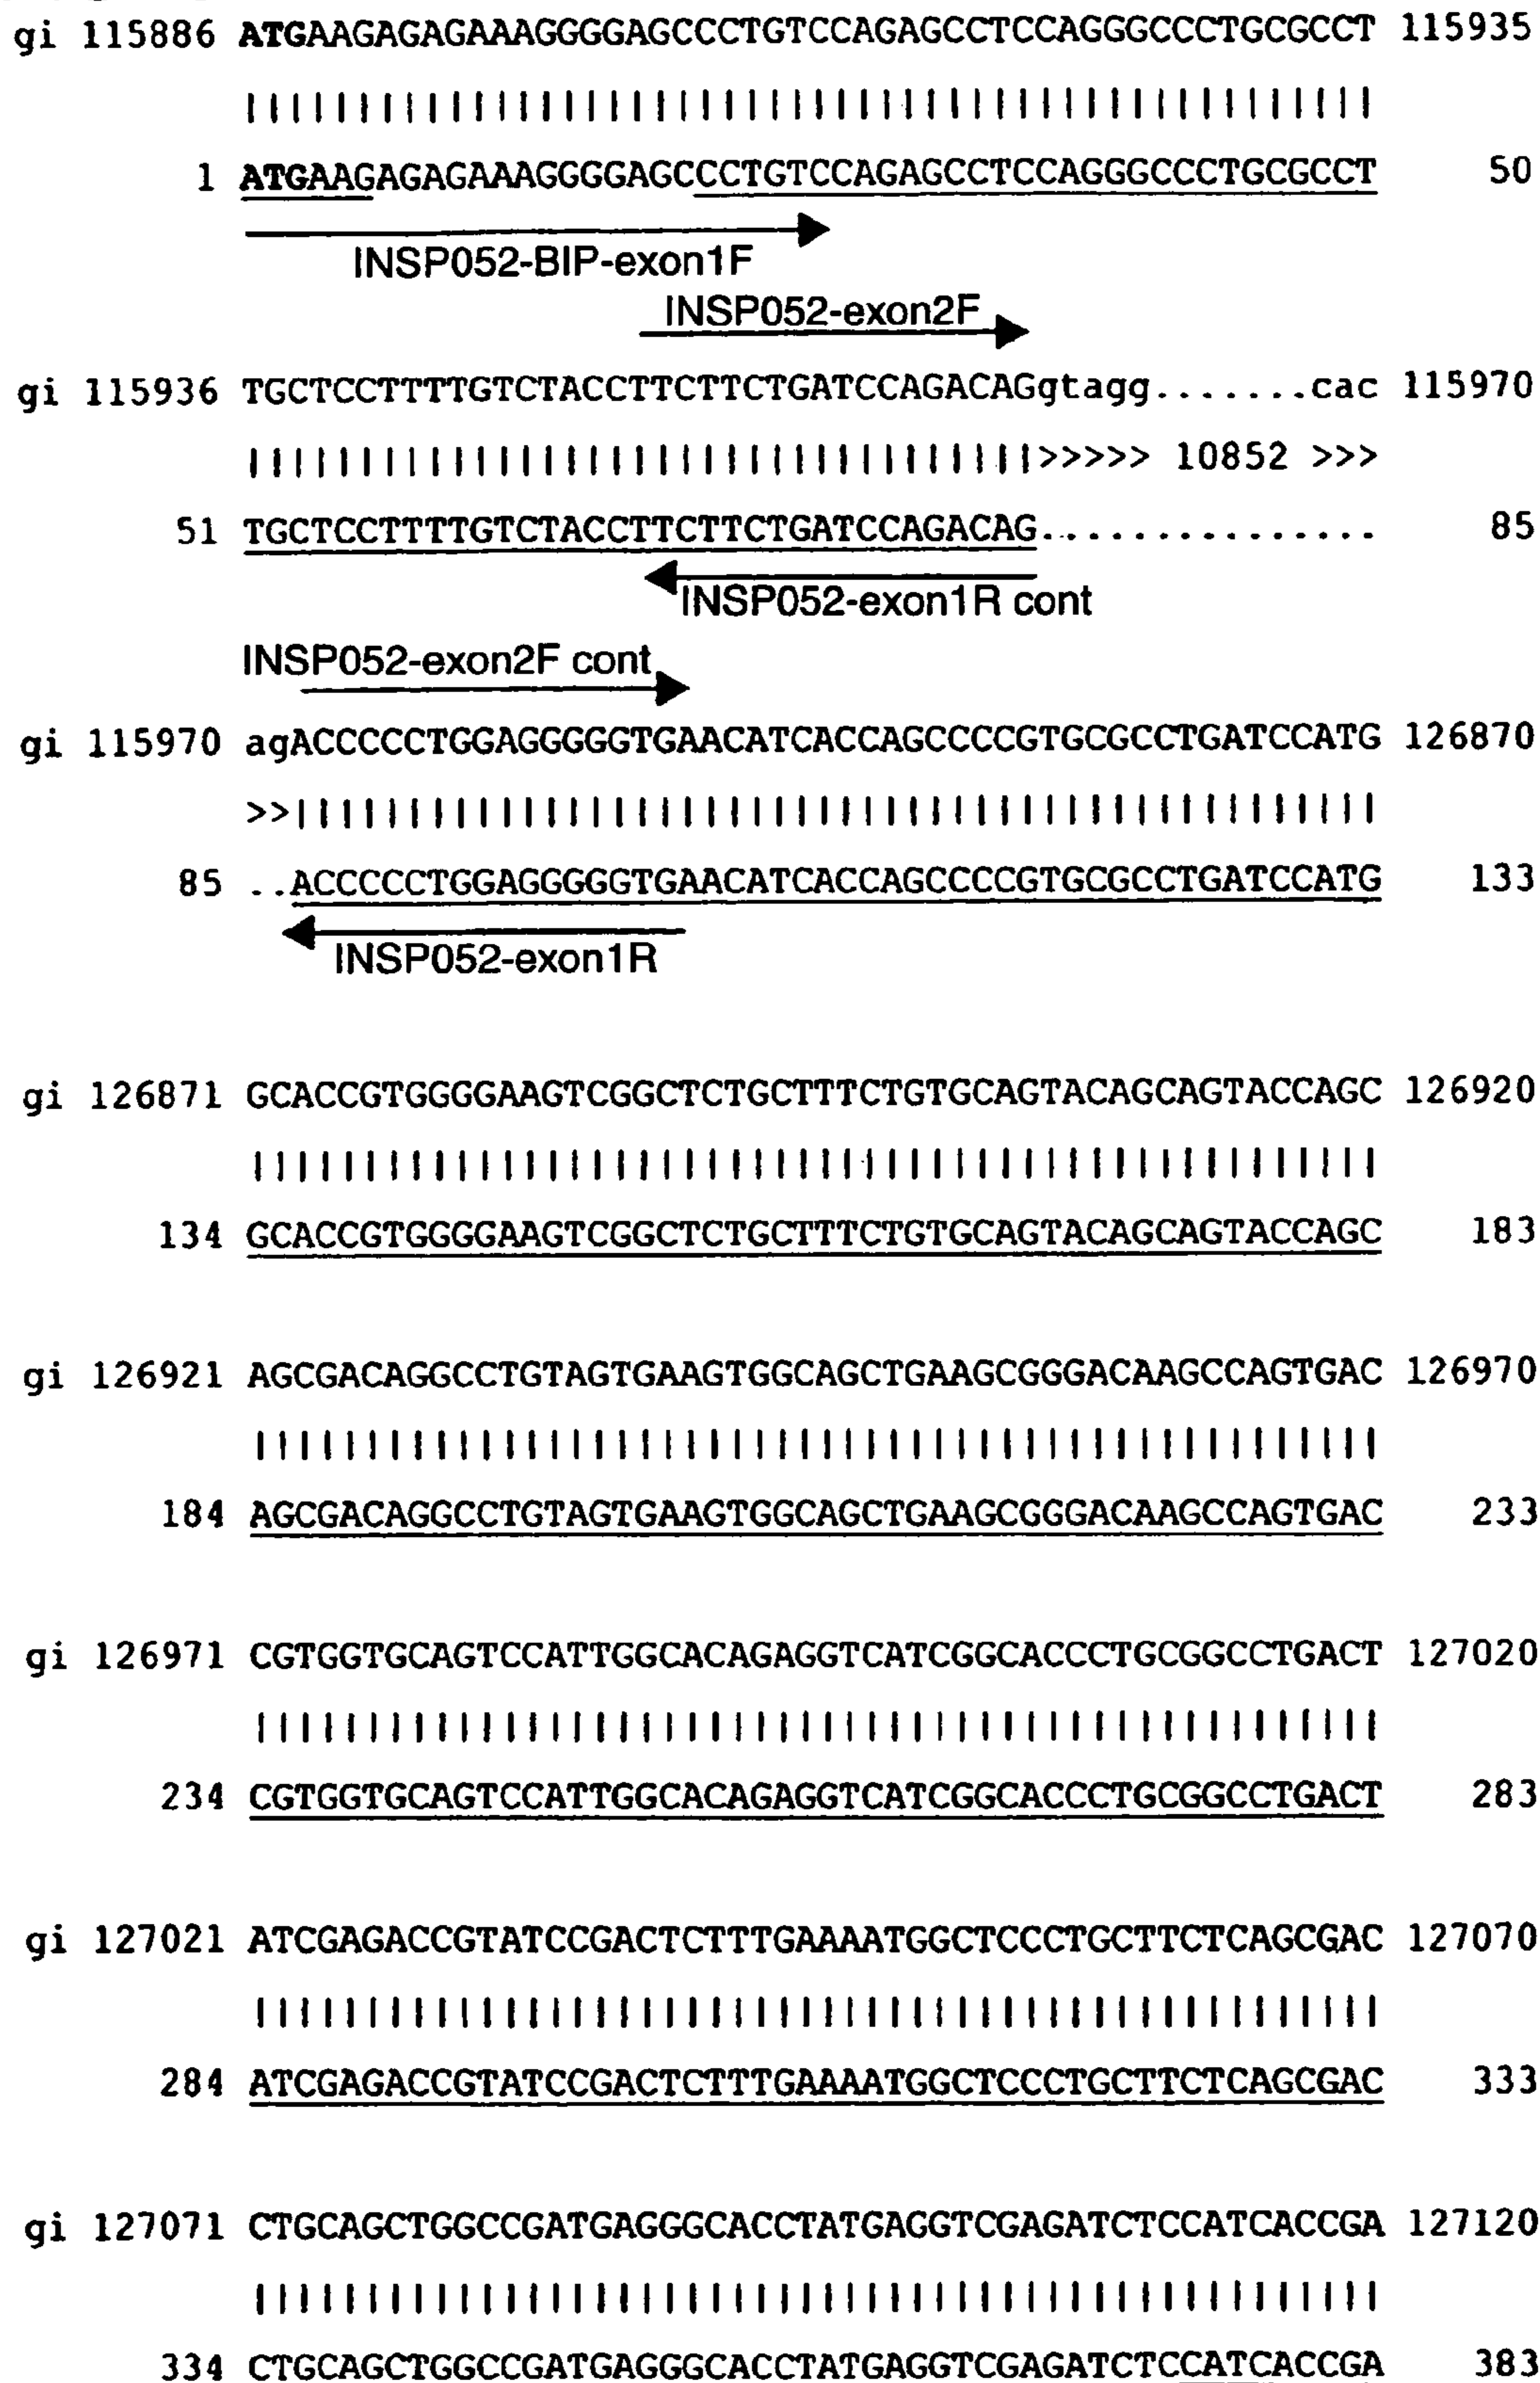 gi 115886 ATGAAGAGAGAAAGGGGAGCCCTGTCCAGAGCCTCCAGGGCCCTGCGCCT 115935
||||||||||||||||||||||||||||||||||||||||||||||||||
1 ATGAAGAGAGAAAGGGGAGCCCTGTCCAGAGCCTCCAGGGCCCTGCGCCT 50
INSP052-BIP-exon1F
INSP052-exon2F
gi 115936 TGCTCCTTTTGTCTACCTTCTTCTGATCCAGACAGgtagg.......cac 115970
|||||||||||||||||||||||||||||||||||>>>>> 10852 >>>
51 TGCTCCTTTTGTCTACCTTCTTCTGATCCAGACAG............... 85
INSP052-exon1R cont
INSP052-exon2F cont
gi 115970 agACCCCCTGGAGGGGGTGAACATCACCAGCCCCGTGCGCCTGATCCATG 126870
>>||||||||||||||||||||||||||||||||||||||||||||||||
85 ..ACCCCCTGGAGGGGGTGAACATCACCAGCCCCGTGCGCCTGATCCATG 133
INSP052-exon1R
gi 126871 GCACCGTGGGGAAGTCGGCTCTGCTTTCTGTGCAGTACAGCAGTACCAGC 126920
||||||||||||||||||||||||||||||||||||||||||||||||||
134 GCACCGTGGGGAAGTCGGCTCTGCTTTCTGTGCAGTACAGCAGTACCAGC 183
gi 126921 AGCGACAGGCCTGTAGTGAAGTGGCAGCTGAAGCGGGACAAGCCAGTGAC 126970
||||||||||||||||||||||||||||||||||||||||||||||||||
184 AGCGACAGGCCTGTAGTGAAGTGGCAGCTGAAGCGGGACAAGCCAGTGAC 233
gi 126971 CGTGGTGCAGTCCATTGGCACAGAGGTCATCGGCACCCTGCGGCCTGACT 127020
||||||||||||||||||||||||||||||||||||||||||||||||||
234 CGTGGTGCAGTCCATTGGCACAGAGGTCATCGGCACCCTGCGGCCTGACT 283
gi 127021 ATCGAGACCGTATCCGACTCTTTGAAAATGGCTCCCTGCTTCTCAGCGAC 127070
||||||||||||||||||||||||||||||||||||||||||||||||||
284 ATCGAGACCGTATCCGACTCTTTGAAAATGGCTCCCTGCTTCTCAGCGAC 333
gi 127071 CTGCAGCTGGCCGATGAGGGCACCTATGAGGTCGAGATCTCCATCACCGA 127120
||||||||||||||||||||||||||||||||||||||||||||||||||
334 CTGCAGCTGGCCGATGAGGGCACCTATGAGGTCGAGATCTCCATCACCGA 383